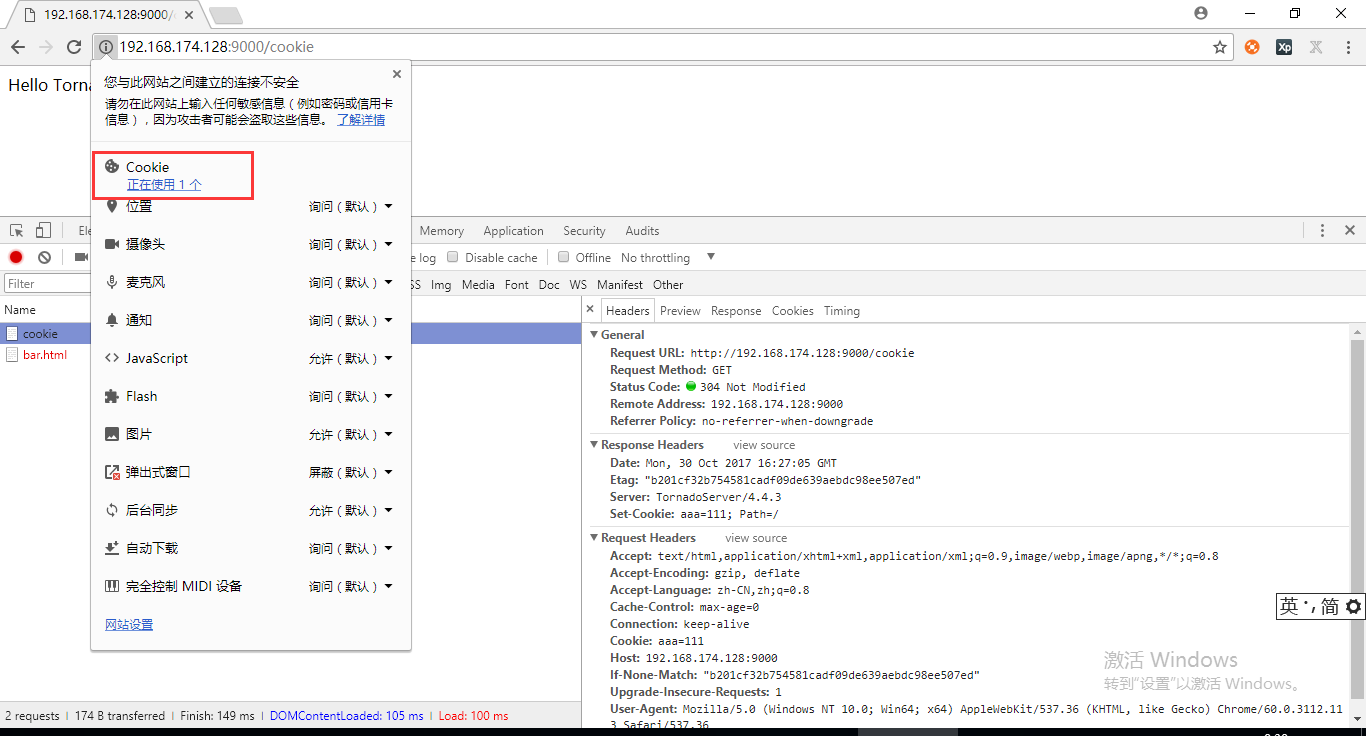 192.168.174.128:9000/
192.168.174.128:9000/cookie
Xp
Hello Torna
您与此网站之间建立的连接不安全
请勿在此网站上输入任何敏感信息（例如密码或信用卡
信息），因为攻击者可能会盗取这些信息。 了解详情
Cookie
正在使用 1 个
位置 询问（默认）
摄像头 询问（默认）
麦克风 询问（默认）
通知 询问（默认）
JavaScript 允许（默认）
Flash 询问（默认）
图片 允许（默认）
弹出式窗口 屏蔽（默认）
后台同步 允许（默认）
自动下载 询问（默认）
完全控制 MIDI 设备 询问（默认）
网站设置
Ele Memory Application Security Audits
e log Disable cache Offline No throttling
Filter SS Img Media Font Doc WS Manifest Other
Name
cookie
bar.html
Headers Preview Response Cookies Timing
General
Request URL: http://192.168.174.128:9000/cookie
Request Method: GET
Status Code: 304 Not Modified
Remote Address: 192.168.174.128:9000
Referrer Policy: no-referrer-when-downgrade
Response Headers view source
Date: Mon, 30 Oct 2017 16:27:05 GMT
Etag: "b201cf32b754581cadf09de639aebdc98ee507ed"
Server: TornadoServer/4.4.3
Set-Cookie: aaa=111; Path=/
Request Headers view source
Accept: text/html,application/xhtml+xml,application/xml;q=0.9,image/webp,image/apng,*/*;q=0.8
Accept-Encoding: gzip, deflate
Accept-Language: zh-CN,zh;q=0.8
Cache-Control: max-age=0
Connection: keep-alive
Cookie: aaa=111
Host: 192.168.174.128:9000
If-None-Match: "b201cf32b754581cadf09de639aebdc98ee507ed"
Upgrade-Insecure-Requests: 1
User-Agent: Mozilla/5.0 (Windows NT 10.0; Win64; x64) AppleWebKit/537.36 (KHTML, like Gecko) Chrome/60.0.3112.11
3 Safari/537.36
英 简
激活 Windows
转到“设置”以激活 Windows。
2 requests | 174 B transferred | Finish: 149 ms | DOMContentLoaded: 105 ms | Load: 100 ms